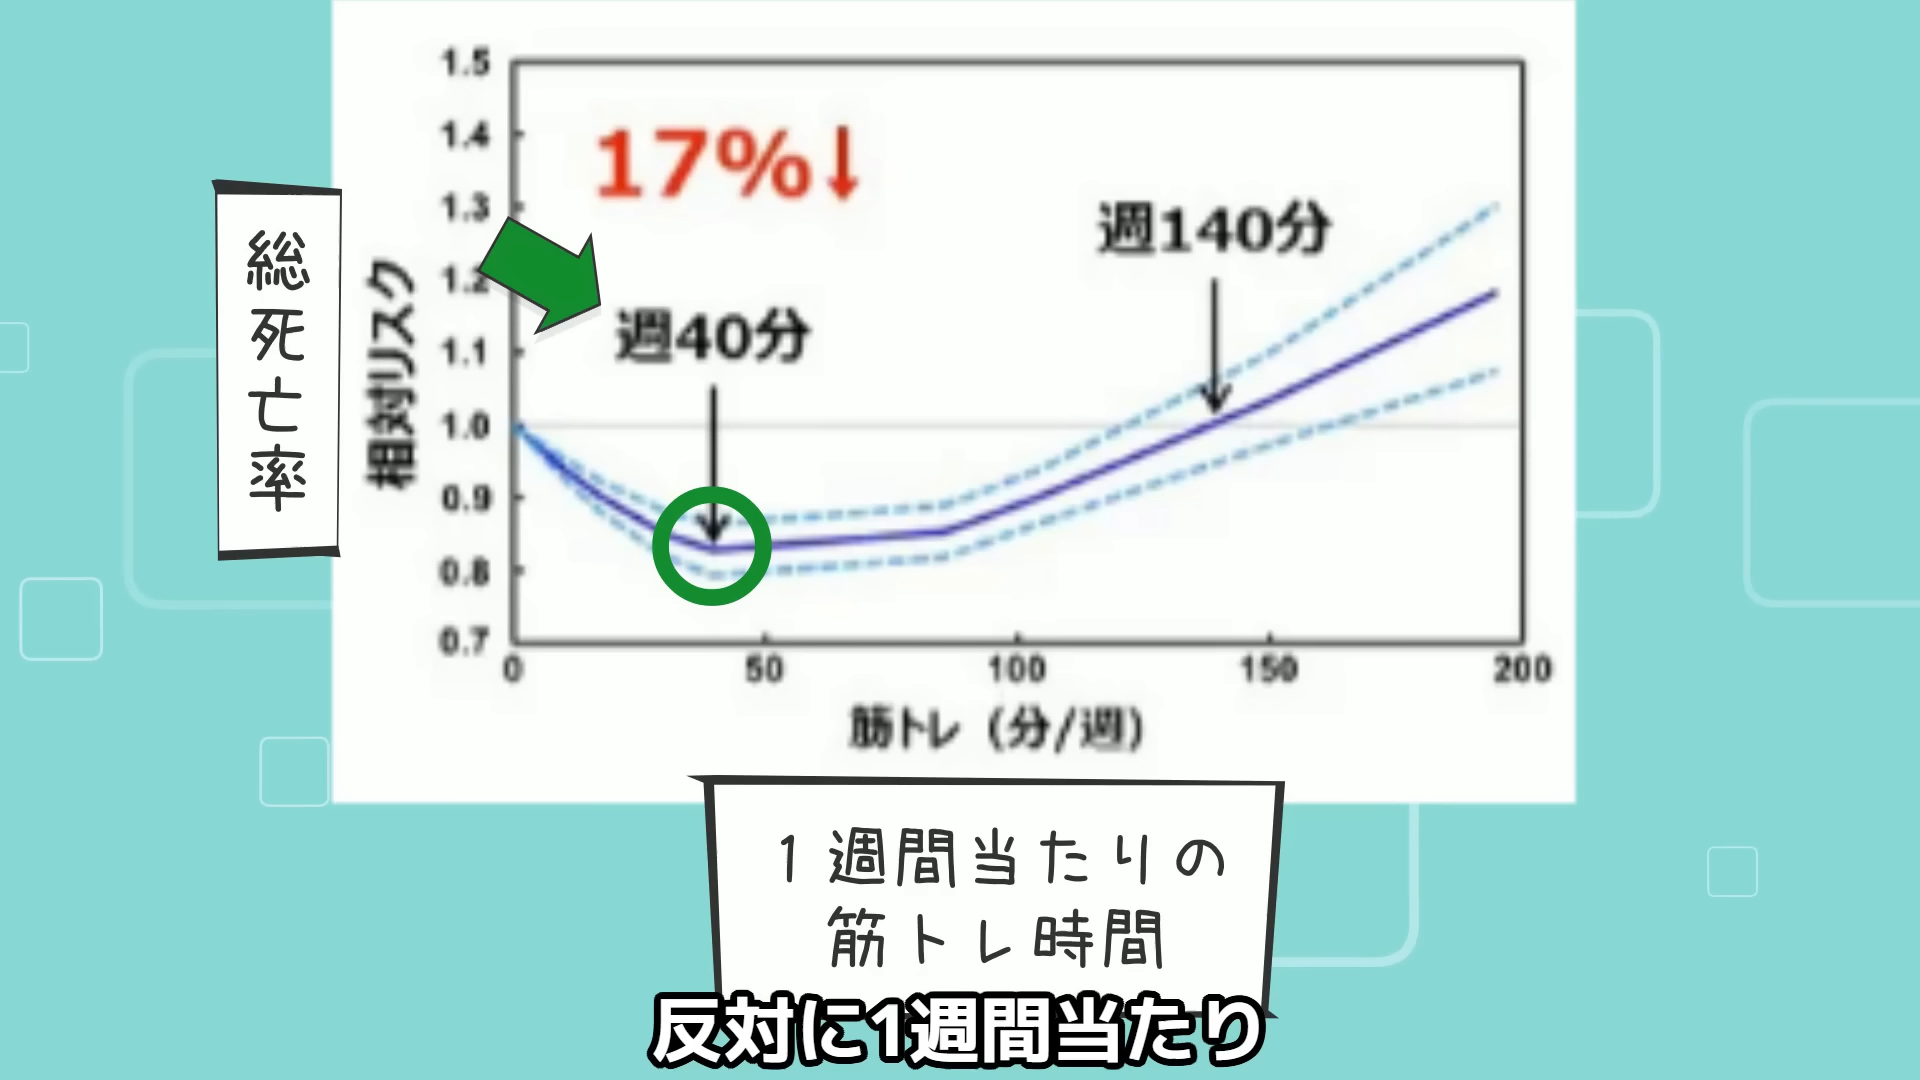 1.5
1.4
1.3
1.2
1.1
1.0
0.9
0.8
0.7
17%↓
週40分
週140分
総死亡率
相対リスク
0 50 100 150 200
筋トレ (分/週)
1週間当たりの
筋トレ時間
反対に1週間当たり